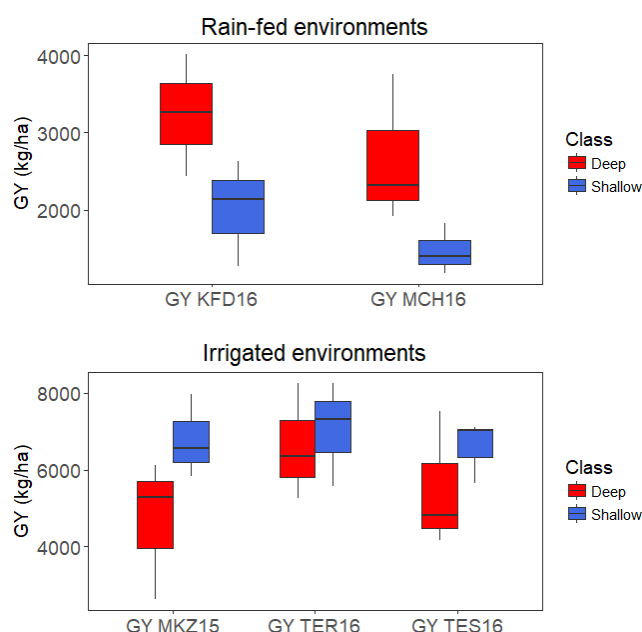 Rain-fed environments
4000
3000
2000
GY (kg/ha)
GY KFD16 GY MCH16
Class
Deep
Shallow
Irrigated environments
8000
6000
4000
GY (kg/ha)
GY MKZ15 GY TER16 GY TES16
Class
Deep
Shallow